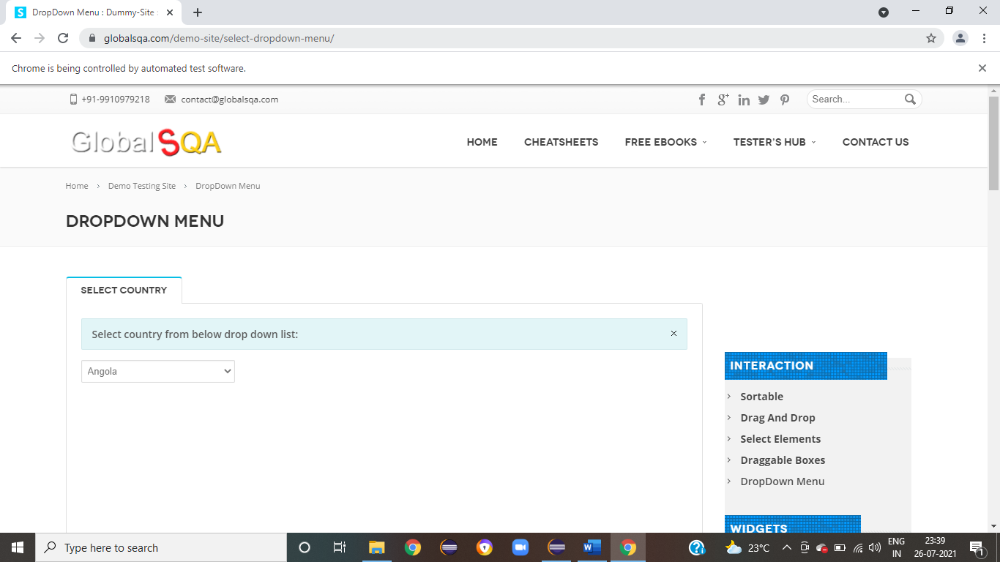 DropDown Menu : Dummy-Site :
globalsqa.com/demo-site/select-dropdown-menu/
Chrome is being controlled by automated test software.
+91-9910979218 contact@globalsqa.com Search...
GlobalSQA
HOME CHEATSHEETS FREE EBOOKS TESTER'S HUB CONTACT US
Home > Demo Testing Site > DropDown Menu
DROPDOWN MENU
SELECT COUNTRY
Select country from below drop down list:
Angola
INTERACTION
Sortable
Drag And Drop
Select Elements
Draggable Boxes
DropDown Menu
WIDGETS
Type here to search
23°C
ENG
IN
23:39
26-07-2021
1